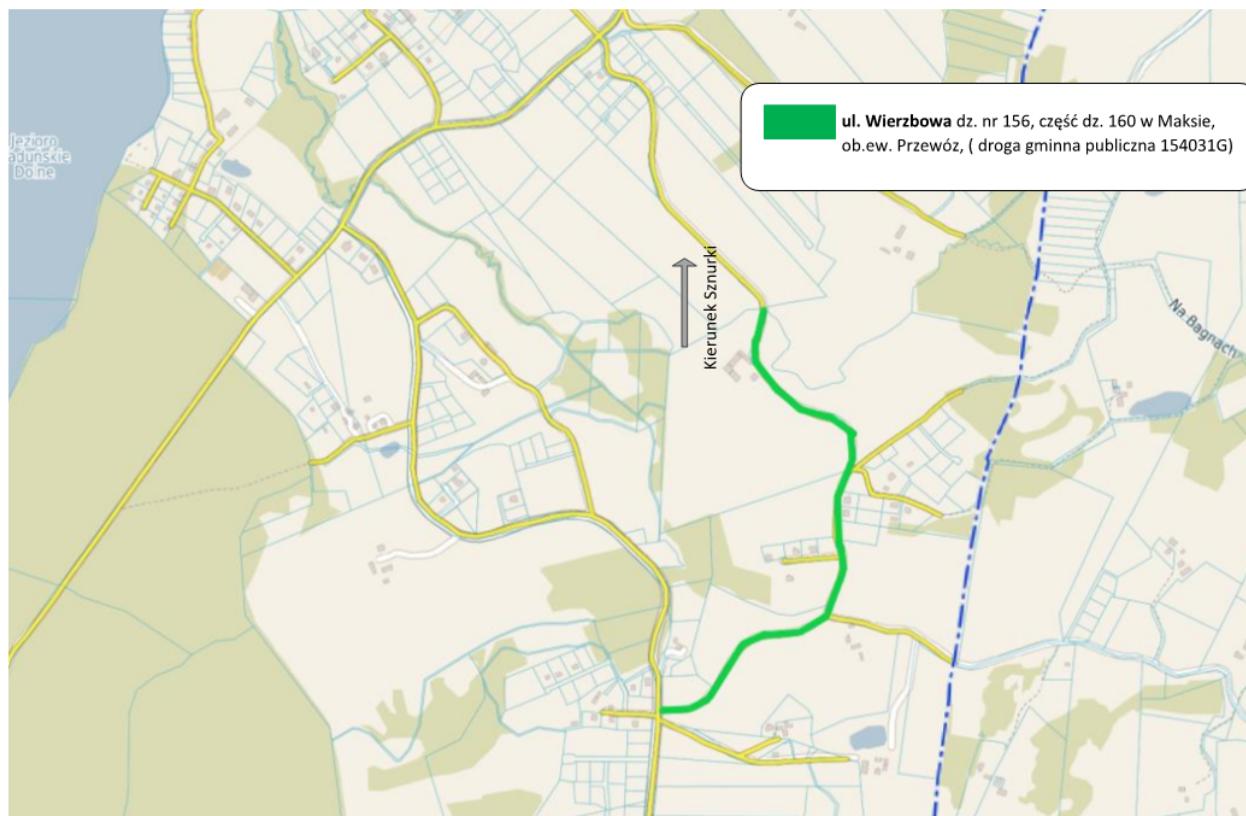 ul. Wierzbowa dz. nr 156, część dz. 160 w Maksie,
ob.ew. Przewóz, ( droga gminna publiczna 154031G)
Jezioro
aduńskie
Dolne
Kierunek Sznurki
Na Bagnach